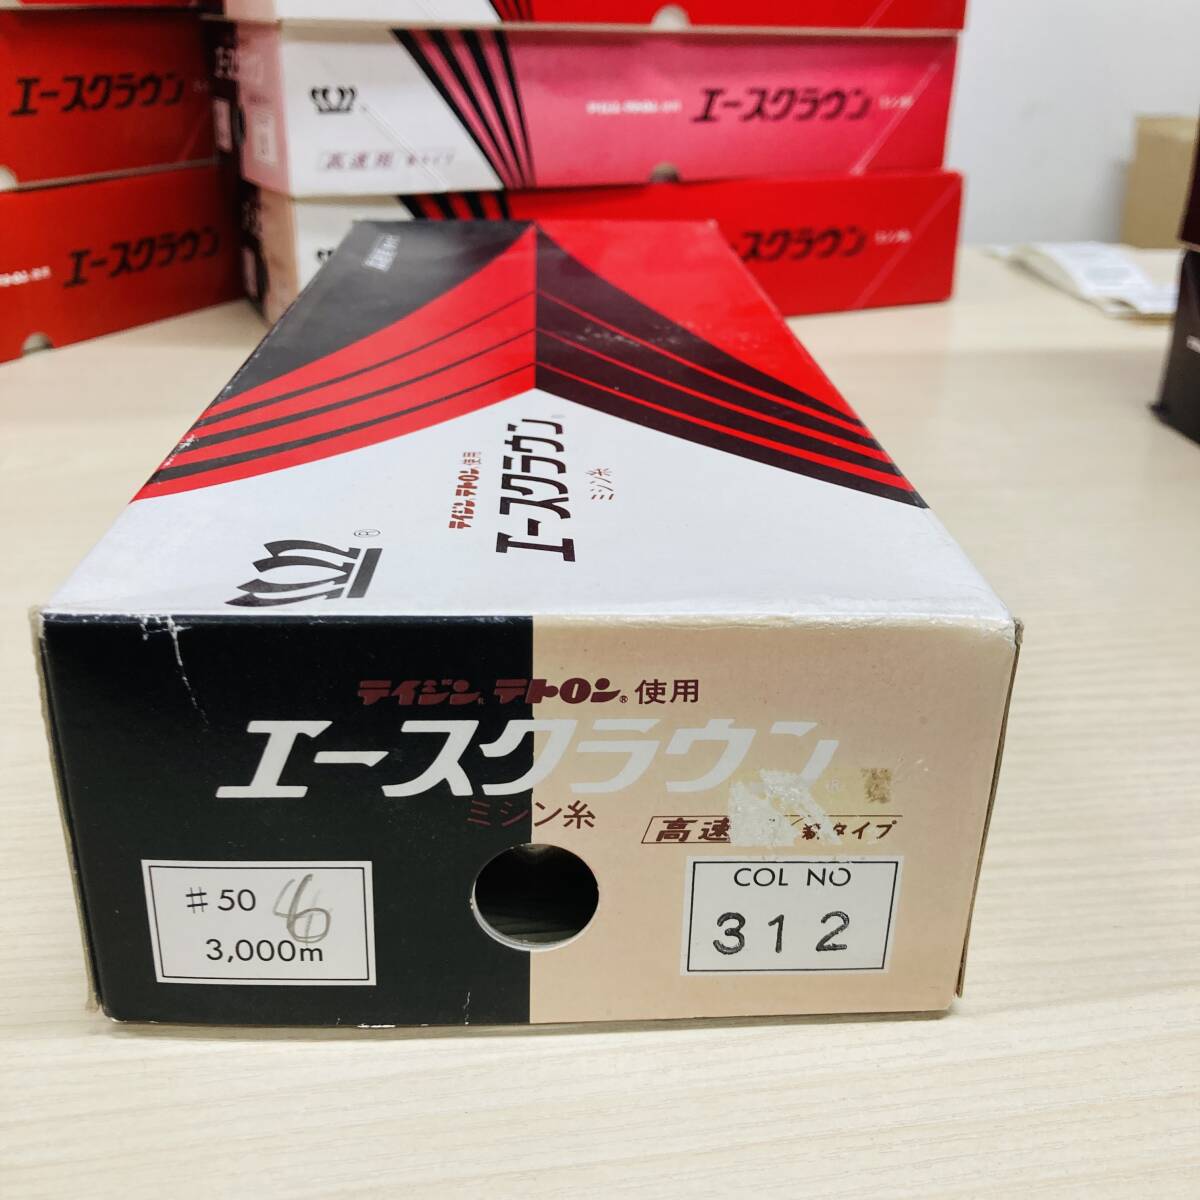 エースクラウン
エースクラウン
高速用
エースクラウン
エースクラウン
テイジン テトロン 使用
エースクラウン
ミシン糸
®
テイジン® テトロン® 使用
エースクラウン®
ミシン糸
高速
タイプ
♯50 6
3,000m
COL NO
312